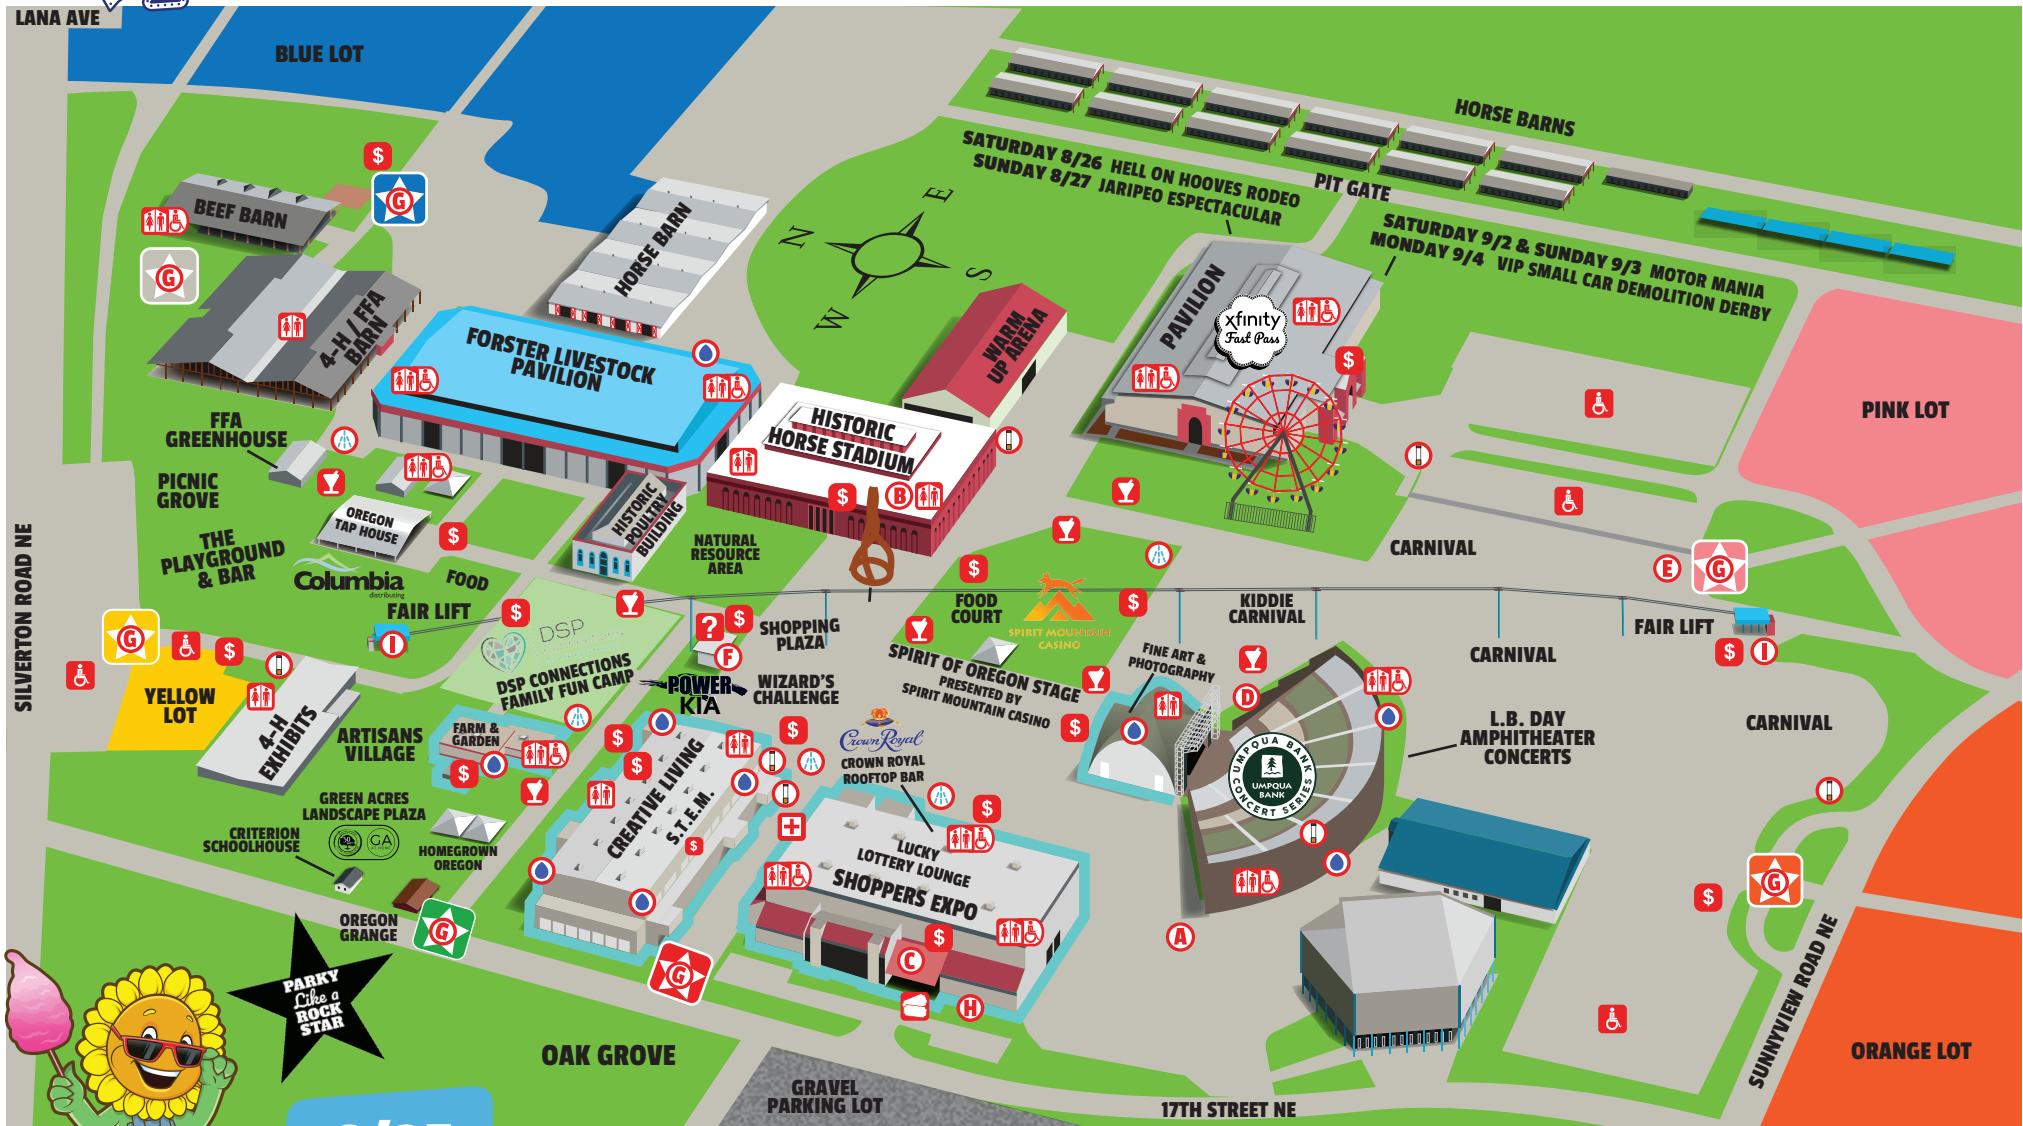 LANA AVE
BLUE LOT
HORSE BARNS
SATURDAY 8/26 HELL ON HOOVES RODEO
SUNDAY 8/27 JARIPEO ESPECTACULAR
PIT GATE
SATURDAY 9/2 & SUNDAY 9/3 MOTOR MANIA
MONDAY 9/4 VIP SMALL CAR DEMOLITION DERBY
$
G
BEEF BARN
G
HORSE BARN
N
E
S
W
PAVILION
xfinity
Fast Pass
$
4-H / FFA
BARN
FORSTER LIVESTOCK
PAVILION
WARM
UP ARENA
PINK LOT
FFA
GREENHOUSE
HISTORIC
HORSE STADIUM
$
B
PICNIC
GROVE
OREGON
TAP HOUSE
$
HISTORIC
POULTRY
BUILDING
NATURAL
RESOURCE
AREA
CARNIVAL
E
G
THE
PLAYGROUND
& BAR
Columbia
distributing
FOOD
SILVERTON ROAD NE
FAIR LIFT
I
$
DSP
DSP CONNECTIONS
FAMILY FUN CAMP
?
$
F
SHOPPING
PLAZA
$
FOOD
COURT
SPIRIT MOUNTAIN
CASINO
$
KIDDIE
CARNIVAL
FAIR LIFT
$
I
G
$
YELLOW
LOT
4-H
EXHIBITS
ARTISANS
VILLAGE
FARM &
GARDEN
$
POWER
KIA
WIZARD'S
CHALLENGE
SPIRIT OF OREGON STAGE
PRESENTED BY
SPIRIT MOUNTAIN CASINO
FINE ART &
PHOTOGRAPHY
$
D
CARNIVAL
CARNIVAL
L.B. DAY
AMPHITHEATER
CONCERTS
UMPQUA BANK
UMPQUA
BANK
CONCERT SERIES
$
$
$
CREATIVE LIVING
S.T.E.M.
$
Crown Royal
CROWN ROYAL
ROOFTOP BAR
$
LUCKY
LOTTERY LOUNGE
SHOPPERS EXPO
$
C
H
A
GREEN ACRES
LANDSCAPE PLAZA
GA
CRITERION
SCHOOLHOUSE
HOMEGROWN
OREGON
OREGON
GRANGE
G
G
$
G
PARKY
Like a
ROCK
STAR
OAK GROVE
GRAVEL
PARKING LOT
17TH STREET NE
SUNNYVIEW ROAD NE
ORANGE LOT